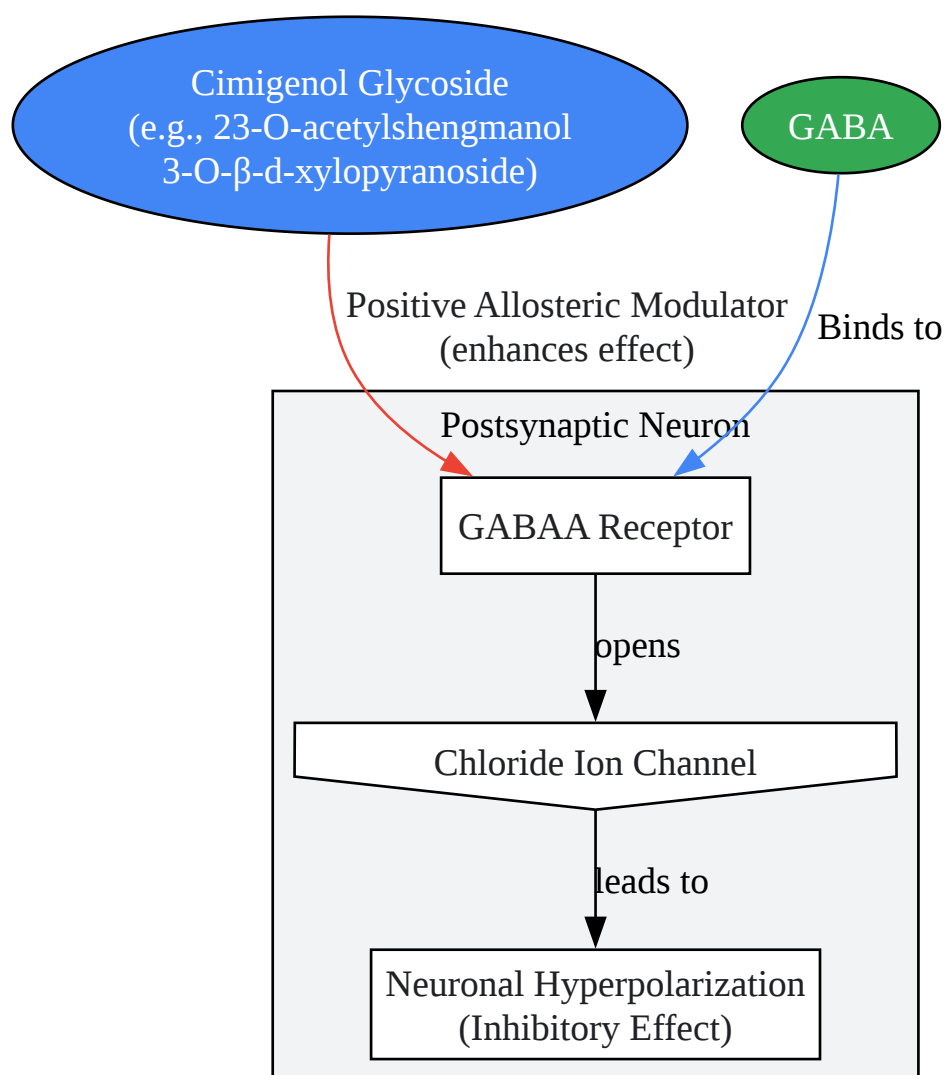 Cimigenol Glycoside
(e.g., 23-O-acetylshengmanol
3-O-β-d-xylopyranoside)
GABA
Positive Allosteric Modulator
(enhances effect)
Binds to
Postsynaptic Neuron
GABAA Receptor
opens
Chloride Ion Channel
leads to
Neuronal Hyperpolarization
(Inhibitory Effect)